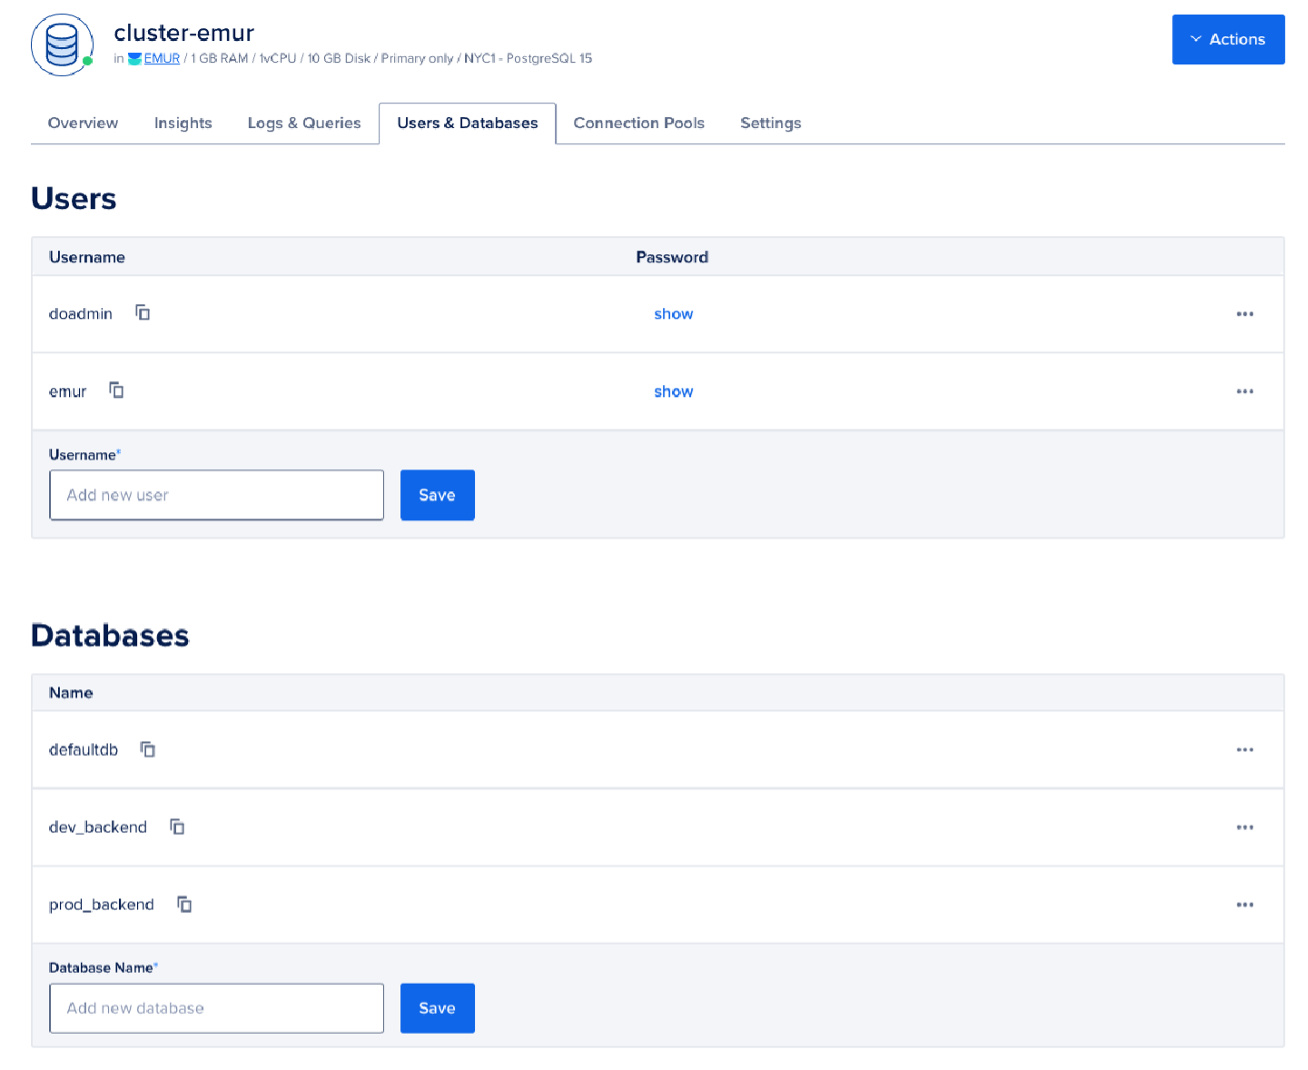 cluster-emur
in EMUR / 1 GB RAM / 1vCPU / 10 GB Disk / Primary only / NYC1 - PostgreSQL 15
Actions
Overview Insights Logs & Queries Users & Databases Connection Pools Settings
Users
Username Password
doadmin show ...
emur show ...
Username*
Add new user Save
Databases
Name
defaultdb ...
dev_backend ...
prod_backend ...
Database Name*
Add new database Save